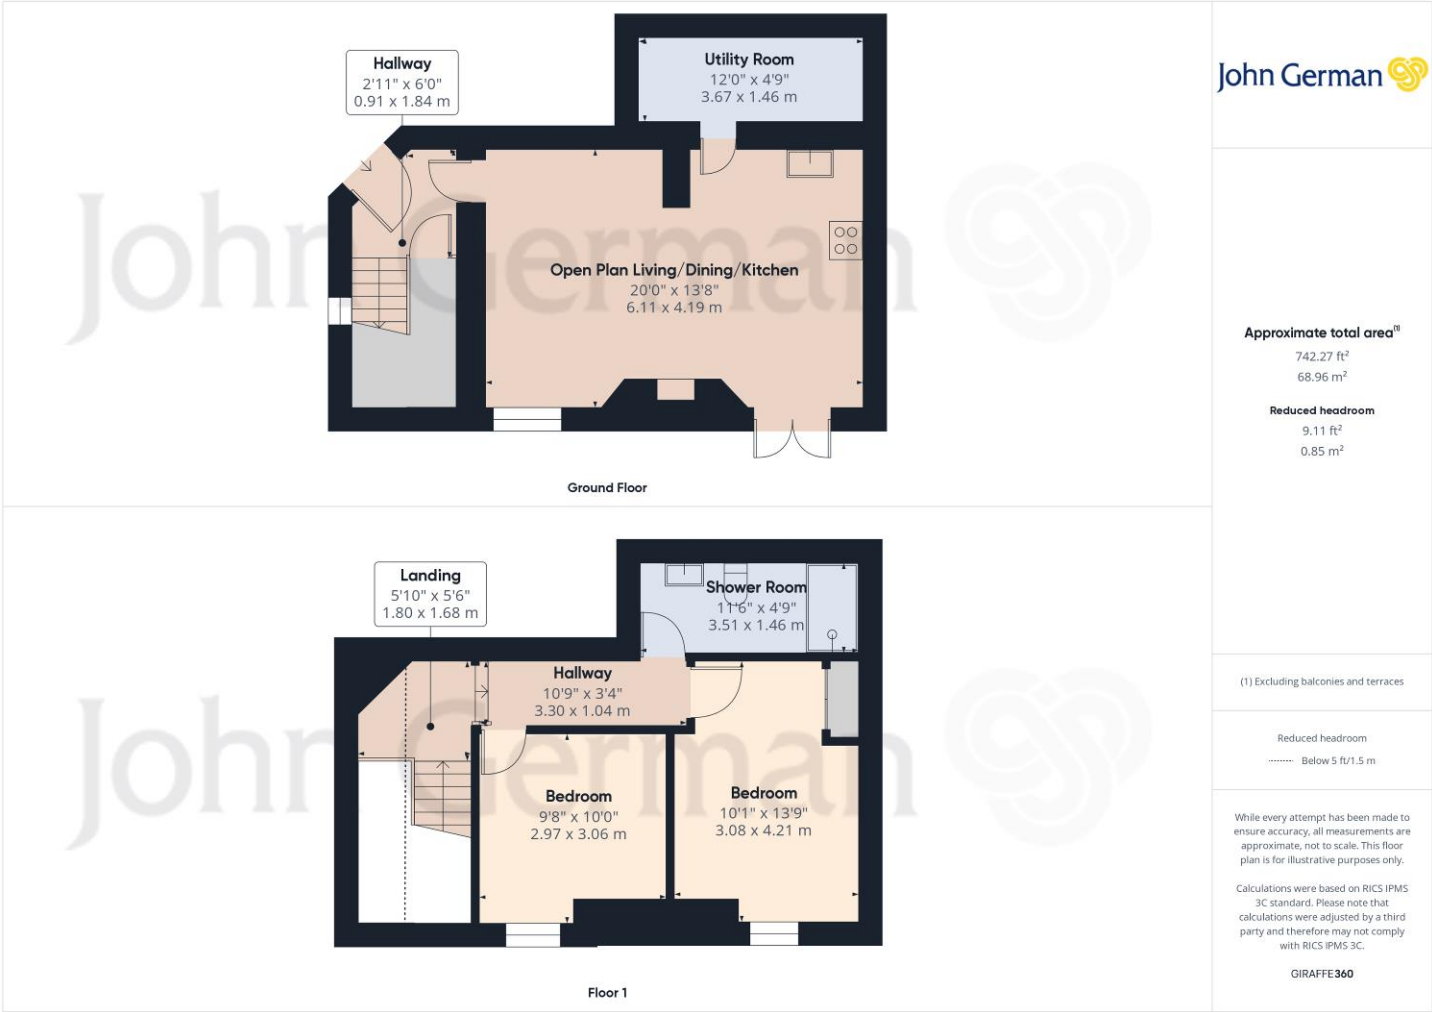 Hallway
2'11" x 6'0"
0.91 x 1.84 m
Utility Room
12'0" x 4'9"
3.67 x 1.46 m
Open Plan Living/Dining/Kitchen
20'0" x 13'8"
6.11 x 4.19 m
John German
Ground Floor
Landing
5'10" x 5'6"
1.80 x 1.68 m
Shower Room
11'6" x 4'9"
3.51 x 1.46 m
Hallway
10'9" x 3'4"
3.30 x 1.04 m
Bedroom
9'8" x 10'0"
2.97 x 3.06 m
Bedroom
10'1" x 13'9"
3.08 x 4.21 m
John German
Floor 1
John German
Approximate total area(1)
742.27 ft²
68.96 m²
Reduced headroom
9.11 ft²
0.85 m²
(1) Excluding balconies and terraces
Reduced headroom
Below 5 ft/1.5 m
While every attempt has been made to
ensure accuracy, all measurements are
approximate, not to scale. This floor
plan is for illustrative purposes only.
Calculations were based on RICS IPMS
3C standard. Please note that
calculations were adjusted by a third
party and therefore may not comply
with RICS IPMS 3C.
GIRAFFE360